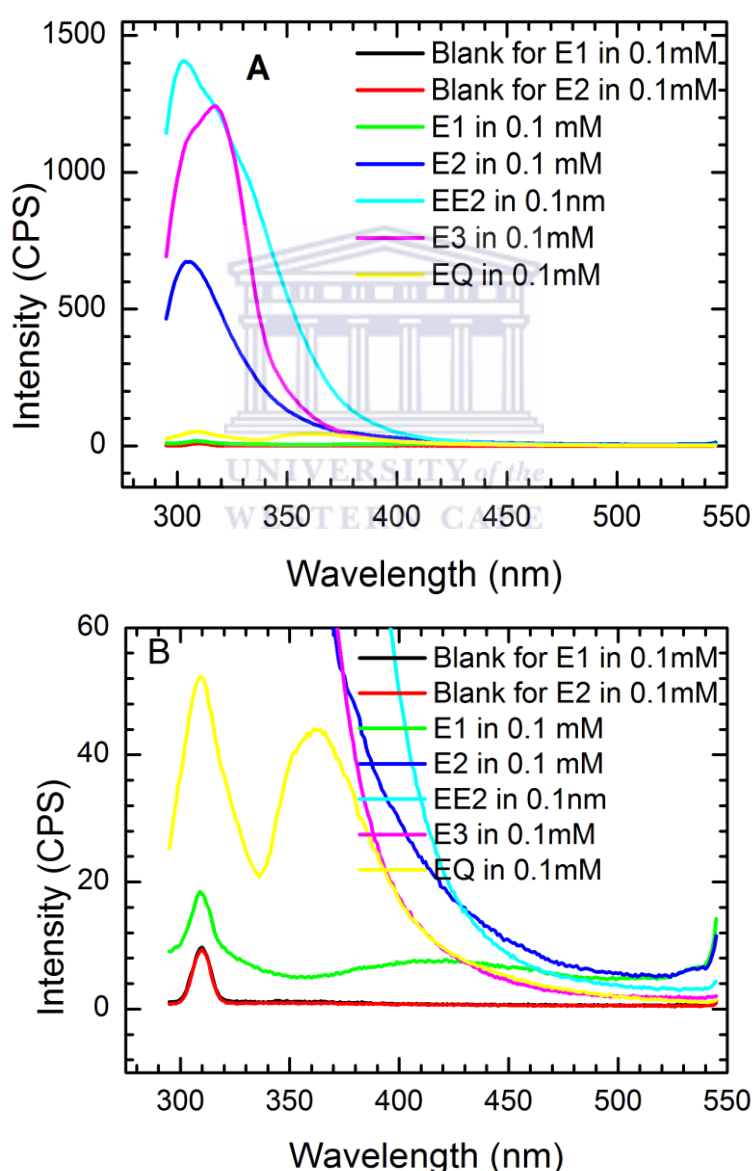 1500
1000
500
0
Intensity (CPS)
A
Blank for E1 in 0.1mM
Blank for E2 in 0.1mM
E1 in 0.1 mM
E2 in 0.1 mM
EE2 in 0.1nm
E3 in 0.1mM
EQ in 0.1mM
UNIVERSITY of the
WESTERN CAPE
300 350 400 450 500 550
Wavelength (nm)
60
40
20
0
Intensity (CPS)
B
Blank for E1 in 0.1mM
Blank for E2 in 0.1mM
E1 in 0.1 mM
E2 in 0.1 mM
EE2 in 0.1nm
E3 in 0.1mM
EQ in 0.1mM
300 350 400 450 500 550
Wavelength (nm)